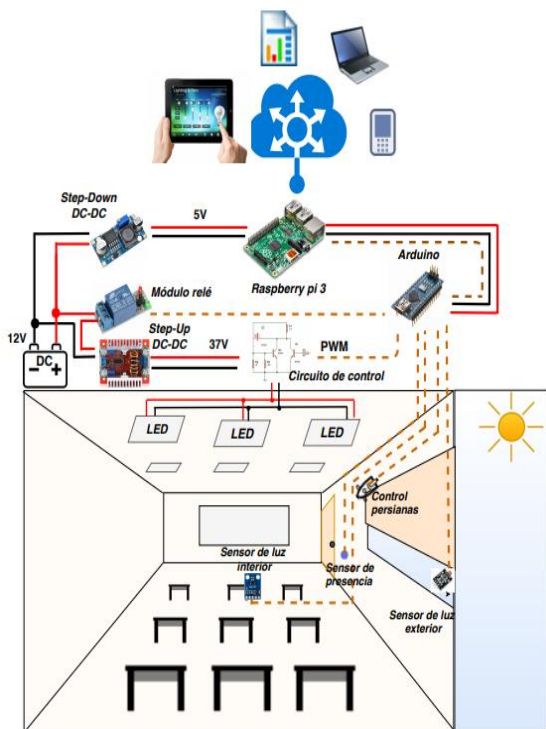 Step-Down
DC-DC
5V
Arduino
Raspberry pi 3
Módulo relé
Step-Up
DC-DC
12V
DC
37V
PWM
Circuito de control
LED
LED
LED
Control
persianas
Sensor de luz
interior
Sensor de
presencia
Sensor de luz
exterior